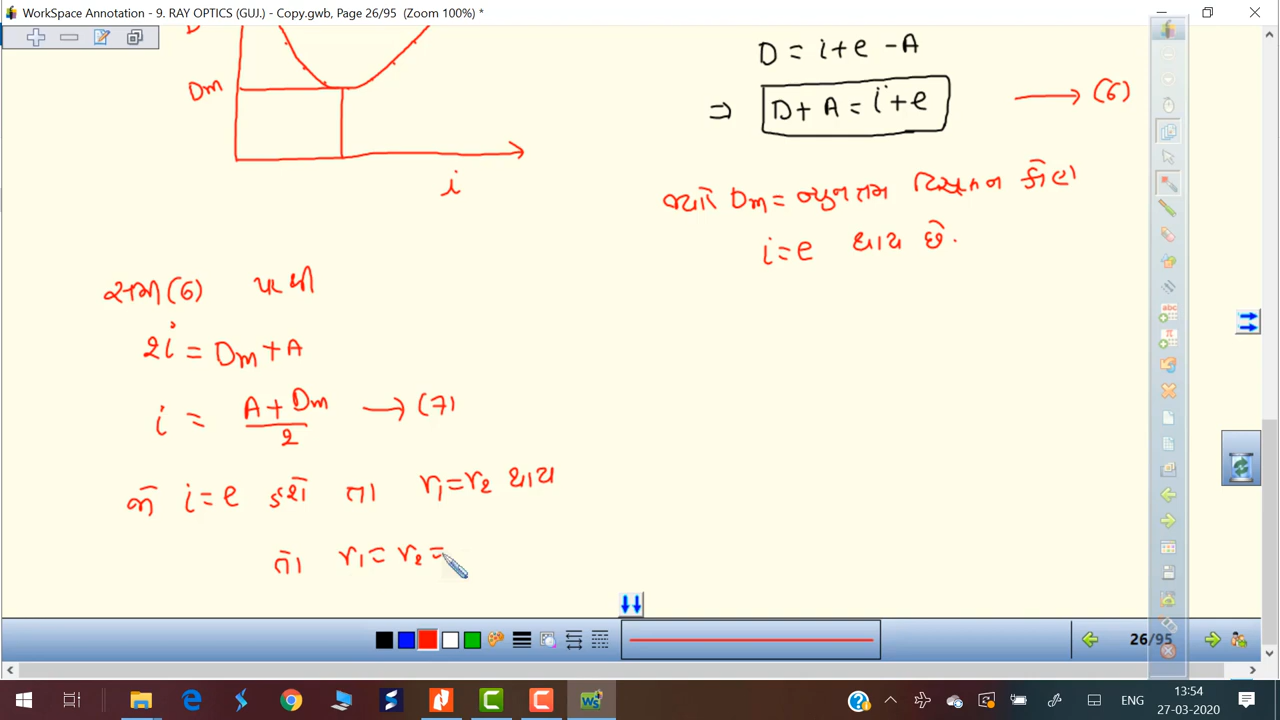 WorkSpace Annotation - 9. RAY OPTICS (GUJ.) - Copy.gwb, Page 26/95 (Zoom 100%) *
Dm
i
D = i + e - A
⇒ D + A = i + e ⟶ (6)
જ્યારે Dm = ન્યુનતમ વિચલન કોણ
i = e થાય છે.
સમી (6) પરથી
2i = Dm + A
i = A + Dm / 2 ⟶ (7)
જો i = e હશે તો r1 = r2 થાય
તો r1 = r2 =
26/95
ENG
13:54
27-03-2020